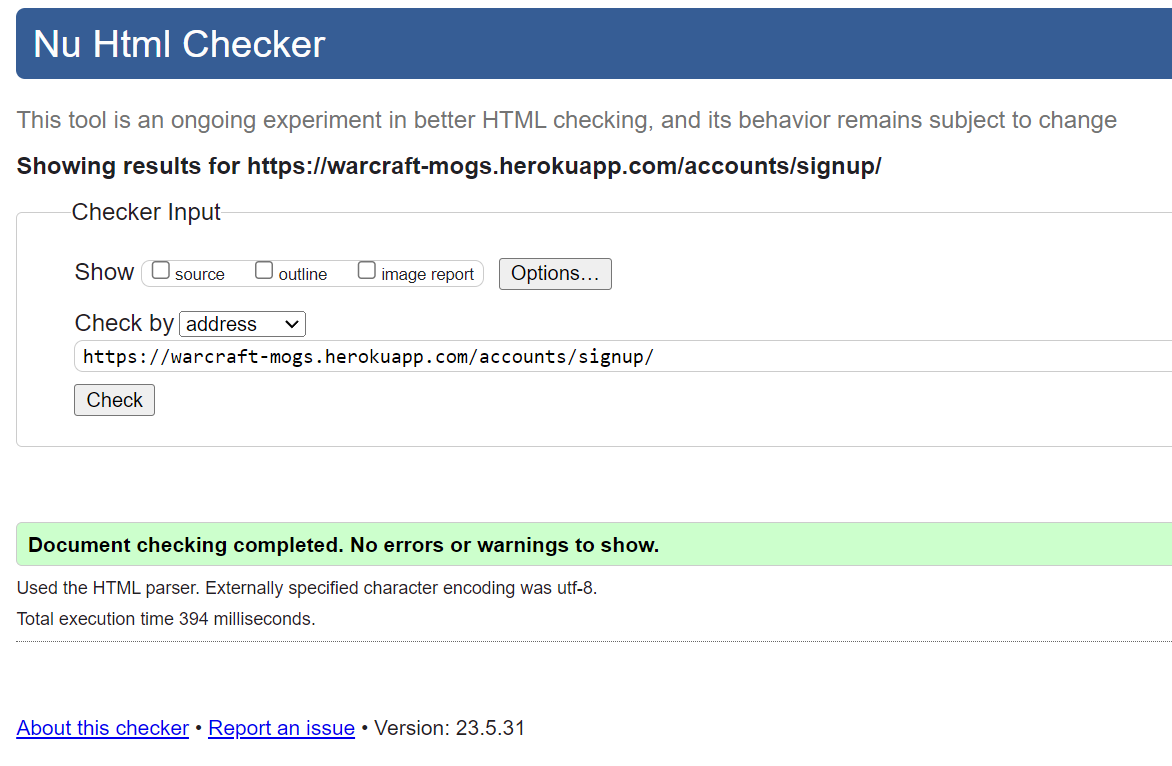 Nu Html Checker
This tool is an ongoing experiment in better HTML checking, and its behavior remains subject to change
Showing results for https://warcraft-mogs.herokuapp.com/accounts/signup/
Checker Input
Show source outline image report Options…
Check by address
https://warcraft-mogs.herokuapp.com/accounts/signup/
Check
Document checking completed. No errors or warnings to show.
Used the HTML parser. Externally specified character encoding was utf-8.
Total execution time 394 milliseconds.
About this checker • Report an issue • Version: 23.5.31